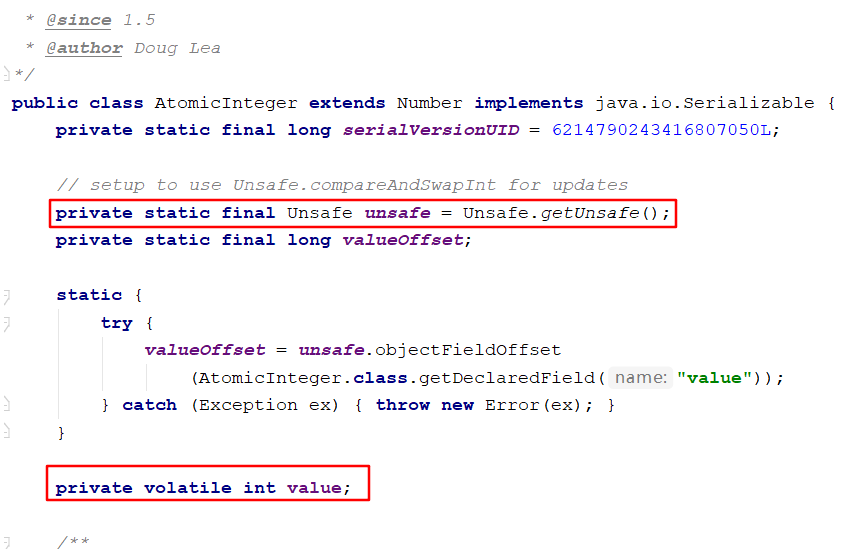 * @since 1.5
* @author Doug Lea
*/
public class AtomicInteger extends Number implements java.io.Serializable {
private static final long serialVersionUID = 6214790243416807050L;
// setup to use Unsafe.compareAndSwapInt for updates
private static final Unsafe unsafe = Unsafe.getUnsafe();
private static final long valueOffset;
static {
try {
valueOffset = unsafe.objectFieldOffset
(AtomicInteger.class.getDeclaredField( name: "value"));
} catch (Exception ex) { throw new Error(ex); }
}
private volatile int value;
/**